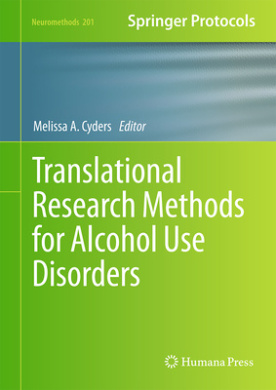 Neuromethods 201
Springer Protocols
Melissa A. Cyders Editor
Translational
Research Methods
for Alcohol Use
Disorders
Humana Press